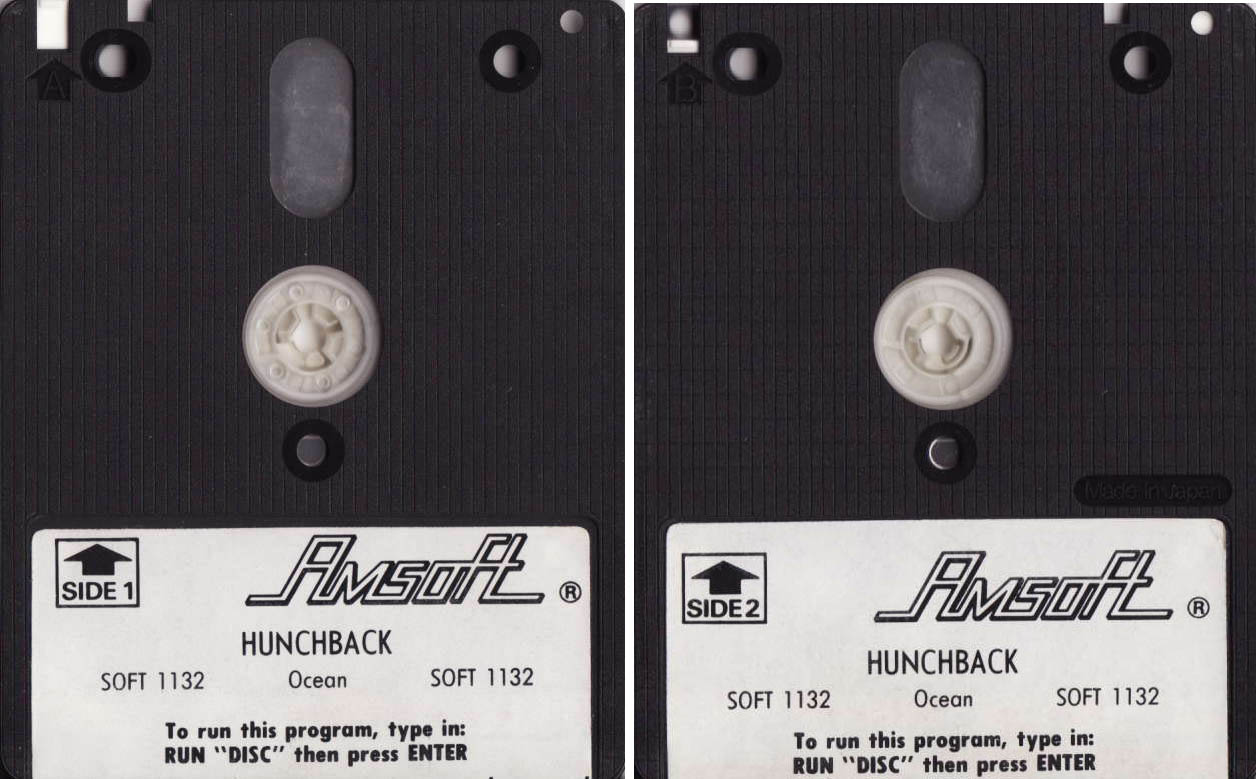 A
SIDE 1
Amsoft ®
HUNCHBACK
SOFT 1132 Ocean SOFT 1132
To run this program, type in:
RUN "DISC" then press ENTER
B
Made in Japan
SIDE 2
Amsoft ®
HUNCHBACK
SOFT 1132 Ocean SOFT 1132
To run this program, type in:
RUN "DISC" then press ENTER